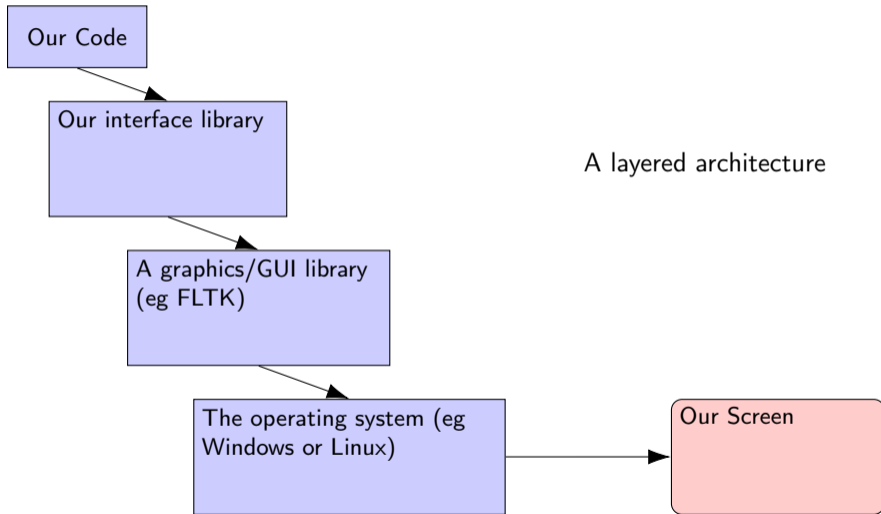 Our Code
Our interface library
A layered architecture
A graphics/GUI library
(eg FLTK)
The operating system (eg
Windows or Linux)
Our Screen